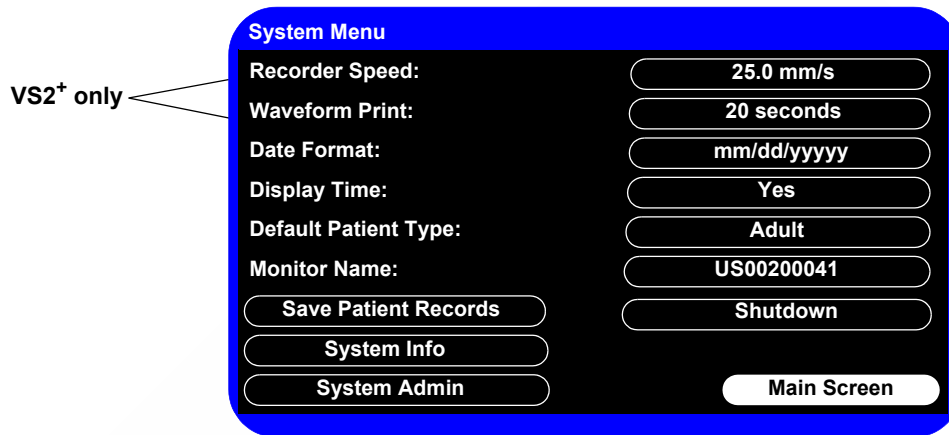 System Menu
VS2+ only
Recorder Speed: 25.0 mm/s
Waveform Print: 20 seconds
Date Format: mm/dd/yyyyy
Display Time: Yes
Default Patient Type: Adult
Monitor Name: US00200041
Save Patient Records Shutdown
System Info
System Admin Main Screen